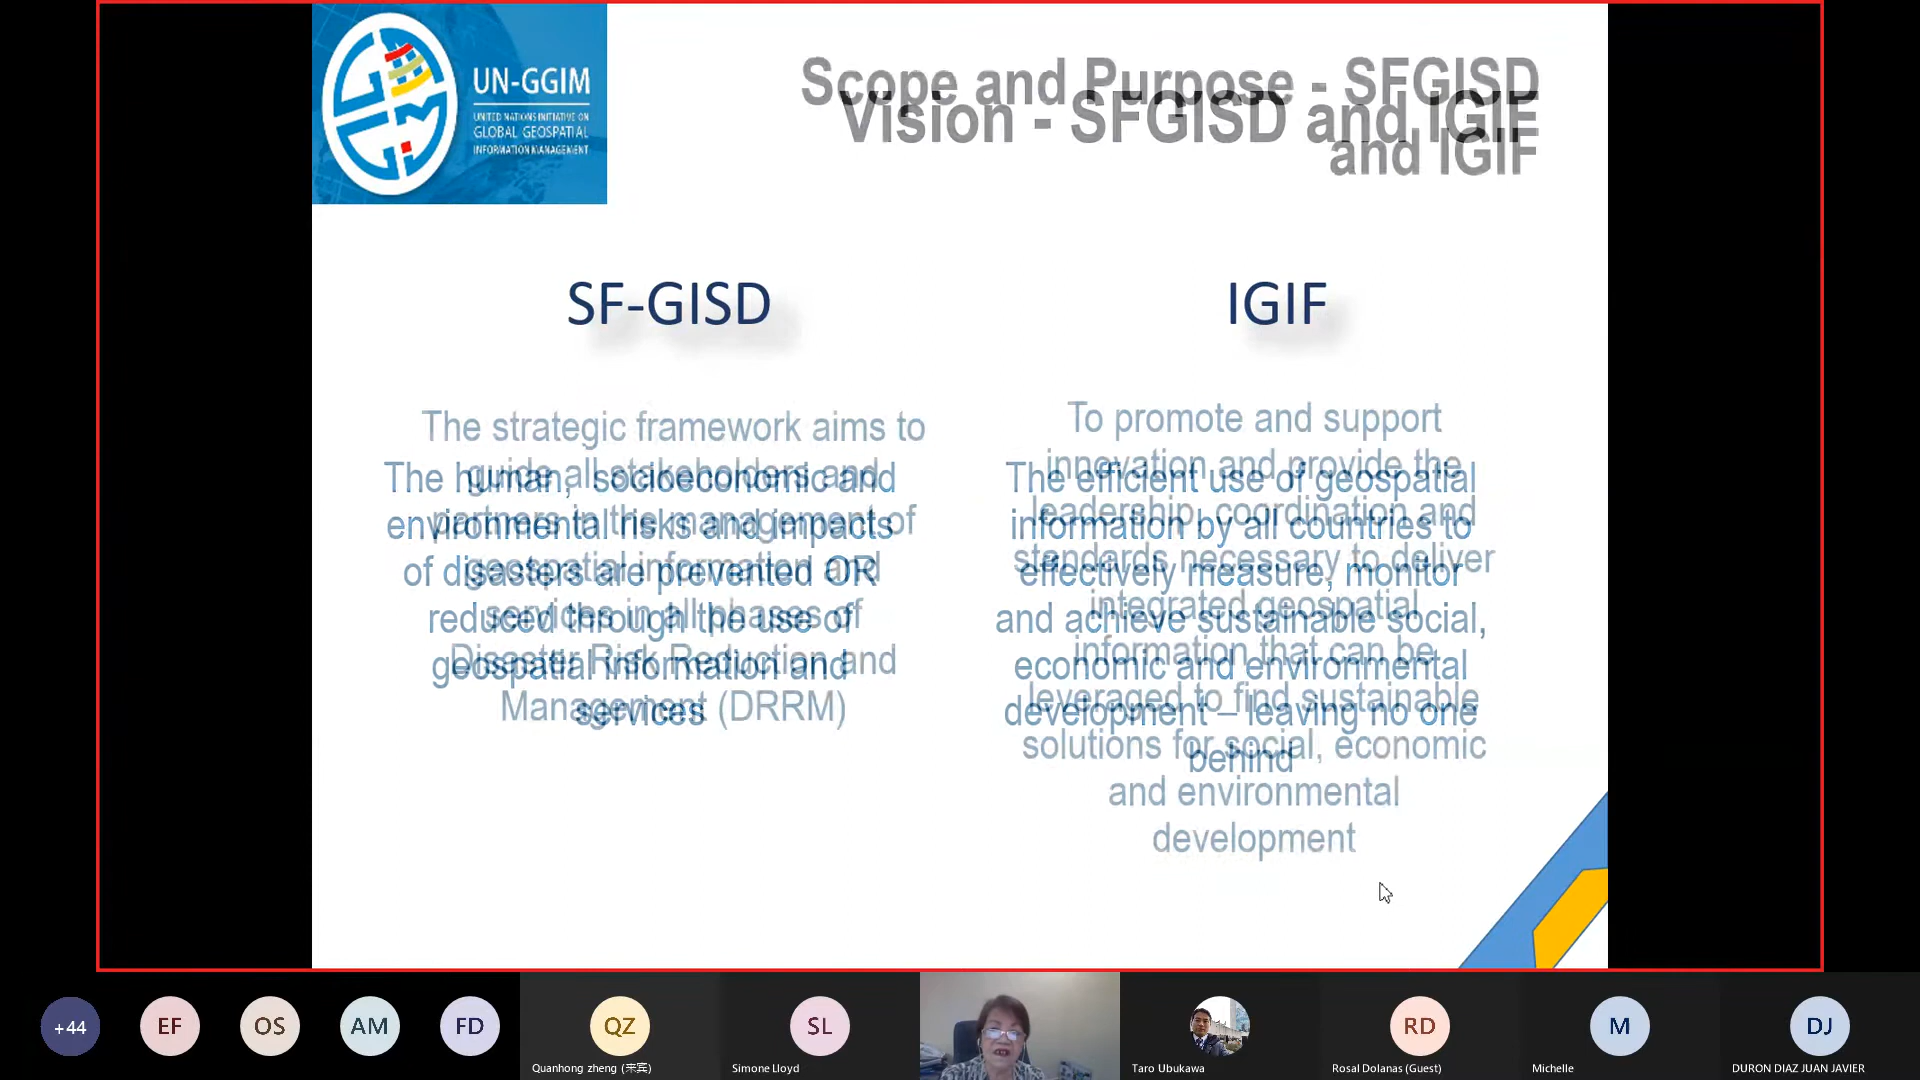 UN-GGIM
UNITED NATIONS INITIATIVE ON
GLOBAL GEOSPATIAL
INFORMATION MANAGEMENT
Scope and Purpose - SFGISD
and IGIF
Vision - SFGISD and IGIF
SF-GISD
The strategic framework aims to
guide all stakeholders and
partners in the management of
geospatial information and
services in all phases of
Disaster Risk Reduction and
Management (DRRM)
The human, socioeconomic and
environmental risks and impacts
of disasters are prevented OR
reduced through the use of
geospatial information and
services
IGIF
To promote and support
innovation and provide the
leadership, coordination and
standards necessary to deliver
integrated geospatial
information that can be
leveraged to find sustainable
solutions for social, economic
and environmental
development
The efficient use of geospatial
information by all countries to
effectively measure, monitor
and achieve sustainable social,
economic and environmental
development – leaving no one
behind
+44
EF
OS
AM
FD
QZ
Quanhong zheng (来宾)
SL
Simone Lloyd
Taro Ubukawa
RD
Rosal Dolanas (Guest)
M
Michelle
DJ
DURON DIAZ JUAN JAVIER